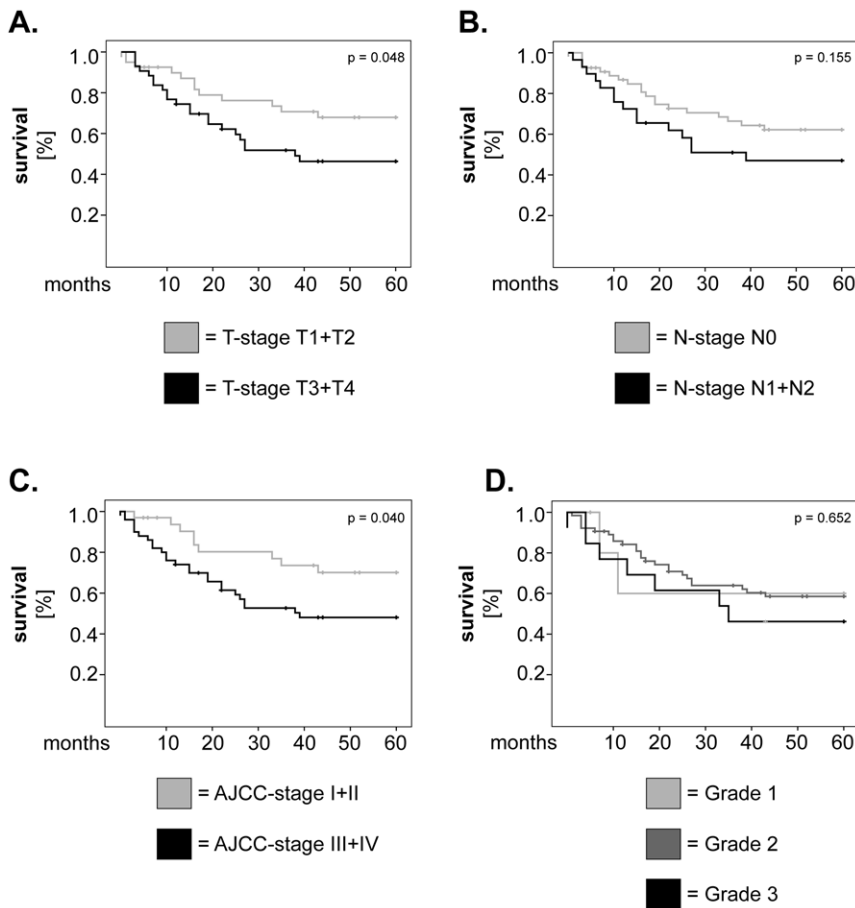 A.
1.0
0.8
0.6
0.4
0.2
survival
[%]
p = 0.048
months
10 20 30 40 50 60
= T-stage T1+T2
= T-stage T3+T4
B.
1.0
0.8
0.6
0.4
0.2
survival
[%]
p = 0.155
months
10 20 30 40 50 60
= N-stage N0
= N-stage N1+N2
C.
1.0
0.8
0.6
0.4
0.2
survival
[%]
p = 0.040
months
10 20 30 40 50 60
= AJCC-stage I+II
= AJCC-stage III+IV
D.
1.0
0.8
0.6
0.4
0.2
survival
[%]
p = 0.652
months
10 20 30 40 50 60
= Grade 1
= Grade 2
= Grade 3